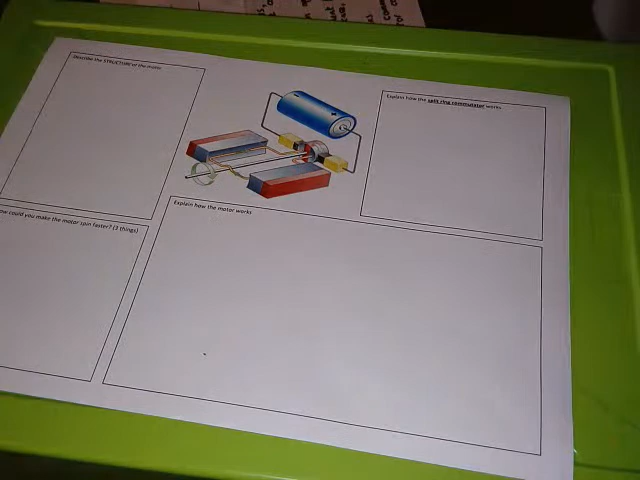 Describe the STRUCTURE of the motor.
Explain how the split ring commutator works
Explain how the motor works
ow could you make the motor spin faster? (3 things)